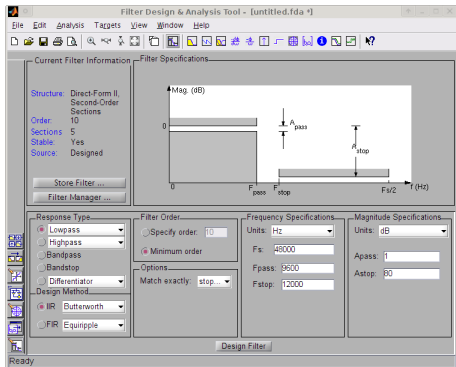 Filter Design & Analysis Tool - [untitled.fda *]
File Edit Analysis Targets View Window Help
Current Filter Information
Structure: Direct-Form II,
Second-Order
Sections
Order: 10
Sections 5
Stable: Yes
Source: Designed
Store Filter ...
Filter Manager ...
Filter Specifications
Mag. (dB)
0
A pass
A stop
0
F pass
F stop
Fs/2
f (Hz)
Response Type
Lowpass
Highpass
Bandpass
Bandstop
Differentiator
Design Method
IIR Butterworth
FIR Equiripple
Filter Order
Specify order: 10
Minimum order
Options
Match exactly: stop...
Frequency Specifications
Units: Hz
Fs: 48000
Fpass: 9600
Fstop: 12000
Magnitude Specifications
Units: dB
Apass: 1
Astop: 80
Design Filter
Ready